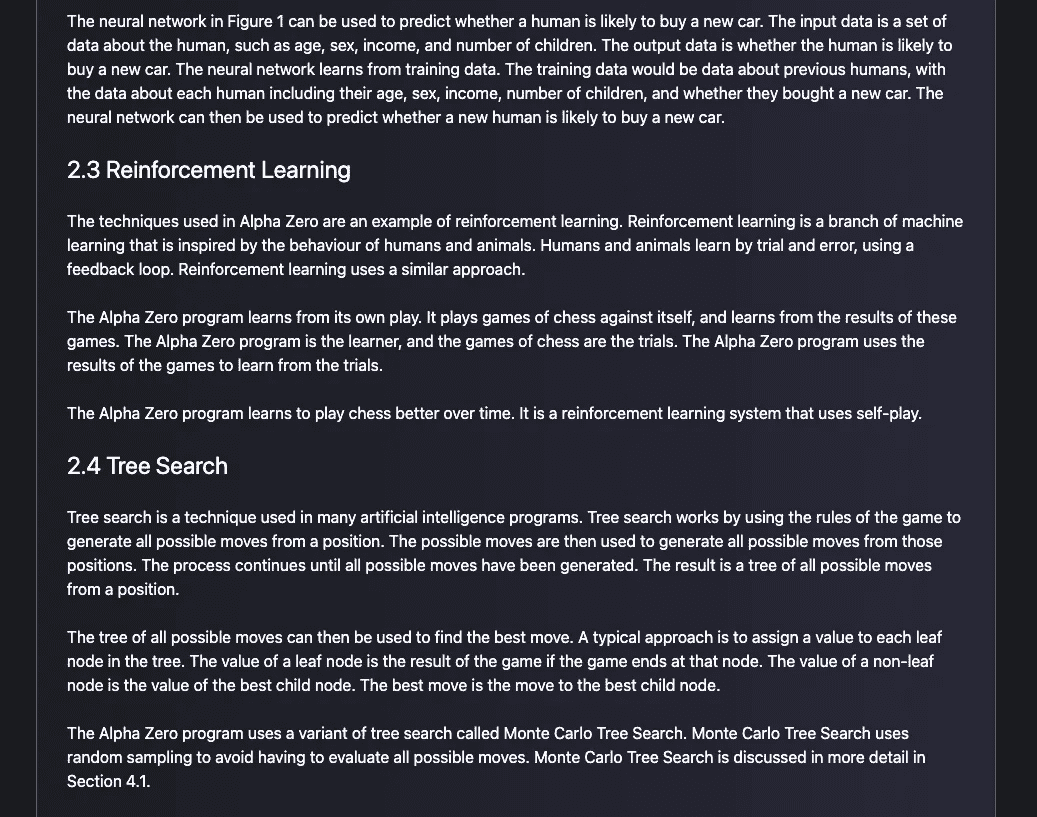 The neural network in Figure 1 can be used to predict whether a human is likely to buy a new car. The input data is a set of
data about the human, such as age, sex, income, and number of children. The output data is whether the human is likely to
buy a new car. The neural network learns from training data. The training data would be data about previous humans, with
the data about each human including their age, sex, income, number of children, and whether they bought a new car. The
neural network can then be used to predict whether a new human is likely to buy a new car.
2.3 Reinforcement Learning
The techniques used in Alpha Zero are an example of reinforcement learning. Reinforcement learning is a branch of machine
learning that is inspired by the behaviour of humans and animals. Humans and animals learn by trial and error, using a
feedback loop. Reinforcement learning uses a similar approach.
The Alpha Zero program learns from its own play. It plays games of chess against itself, and learns from the results of these
games. The Alpha Zero program is the learner, and the games of chess are the trials. The Alpha Zero program uses the
results of the games to learn from the trials.
The Alpha Zero program learns to play chess better over time. It is a reinforcement learning system that uses self-play.
2.4 Tree Search
Tree search is a technique used in many artificial intelligence programs. Tree search works by using the rules of the game to
generate all possible moves from a position. The possible moves are then used to generate all possible moves from those
positions. The process continues until all possible moves have been generated. The result is a tree of all possible moves
from a position.
The tree of all possible moves can then be used to find the best move. A typical approach is to assign a value to each leaf
node in the tree. The value of a leaf node is the result of the game if the game ends at that node. The value of a non-leaf
node is the value of the best child node. The best move is the move to the best child node.
The Alpha Zero program uses a variant of tree search called Monte Carlo Tree Search. Monte Carlo Tree Search uses
random sampling to avoid having to evaluate all possible moves. Monte Carlo Tree Search is discussed in more detail in
Section 4.1.